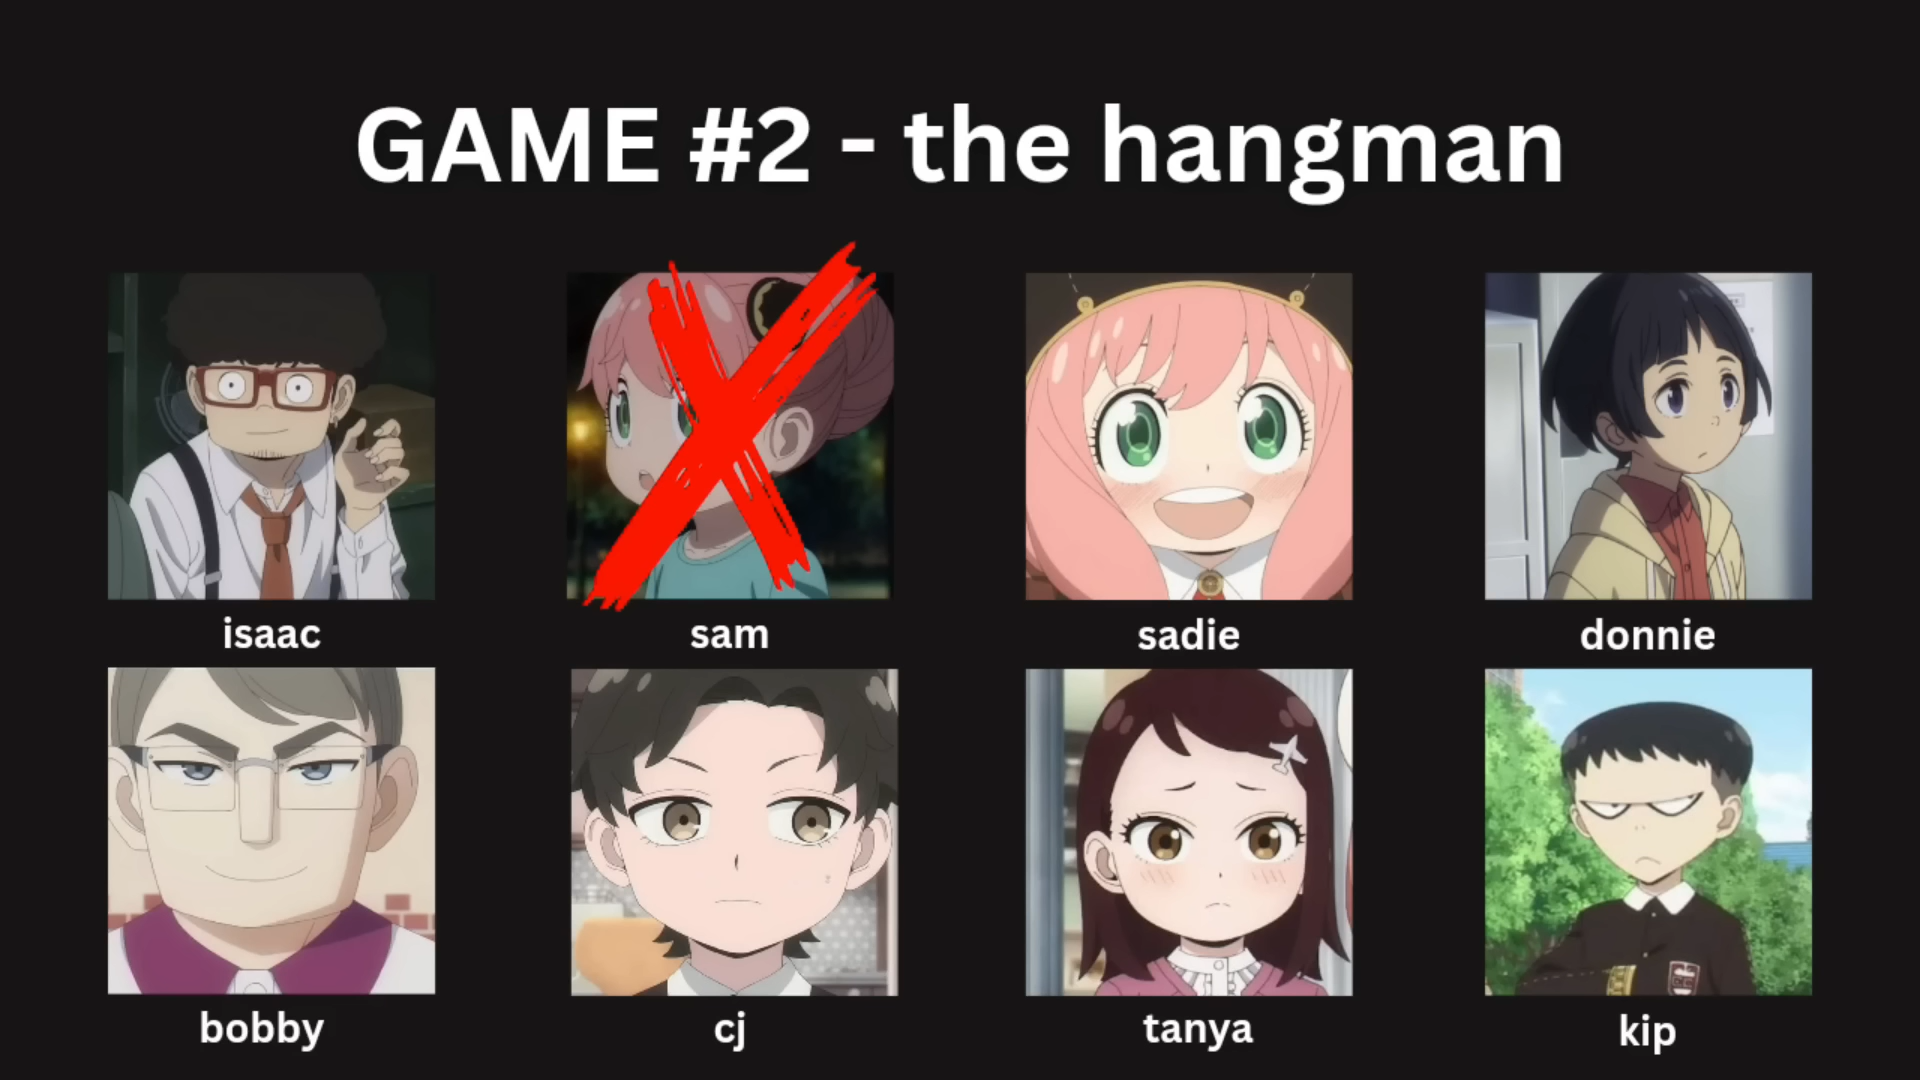 GAME #2 - the hangman
isaac
sam
sadie
donnie
bobby
cj
tanya
kip